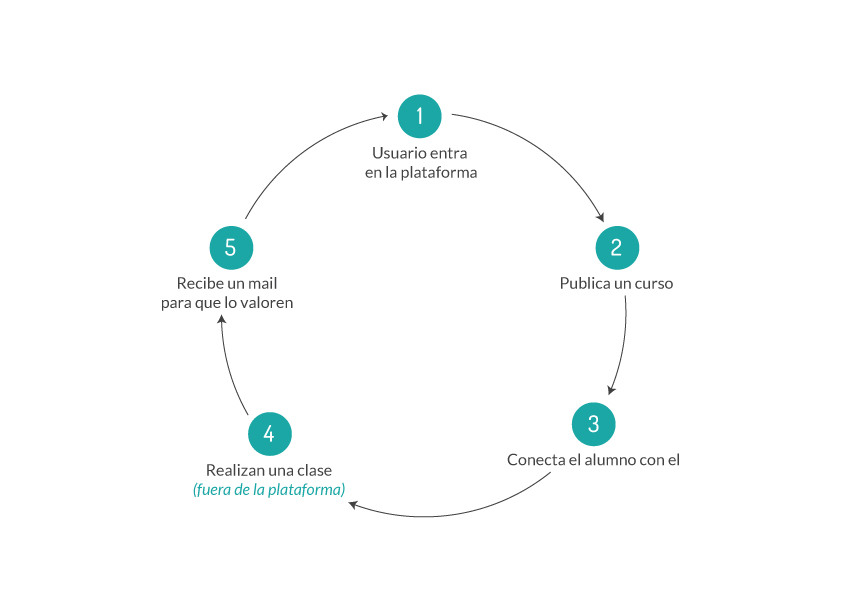 1
Usuario entra
en la plataforma
2
Publica un curso
3
Conecta el alumno con el
4
Realizan una clase
(fuera de la plataforma)
5
Recibe un mail
para que lo valoren